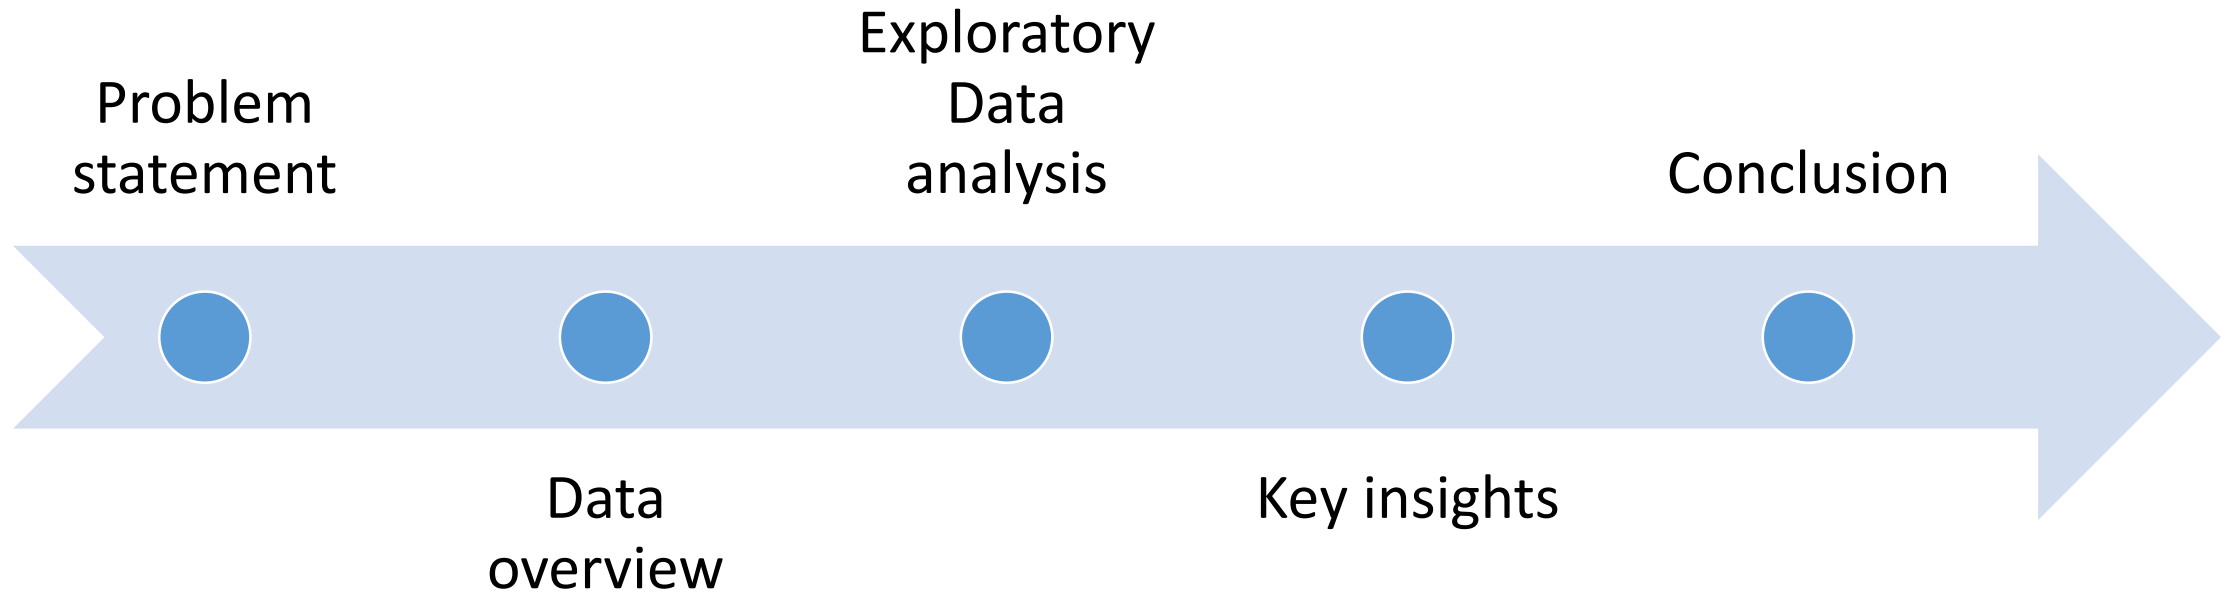 Problem
statement
Data
overview
Exploratory
Data
analysis
Key insights
Conclusion